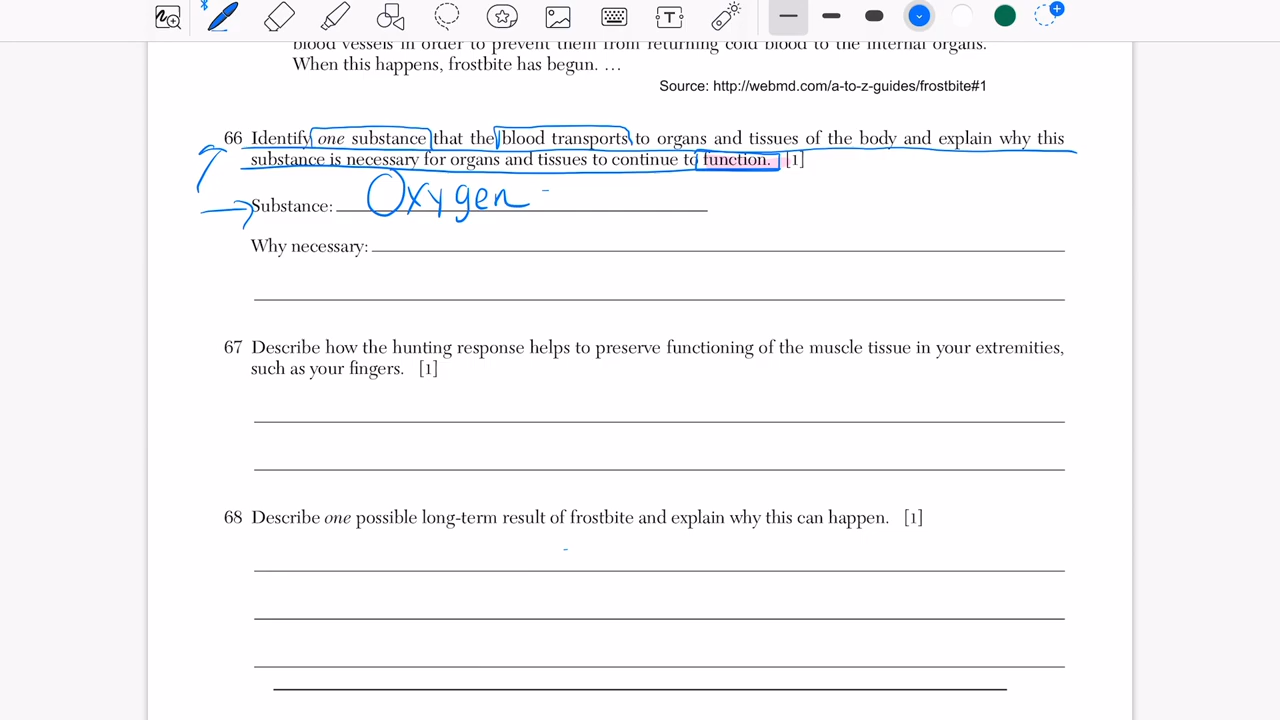 blood vessels in order to prevent them from returning cold blood to the internal organs.
When this happens, frostbite has begun. …
Source: http://webmd.com/a-to-z-guides/frostbite#1
66 Identify one substance that the blood transports to organs and tissues of the body and explain why this
substance is necessary for organs and tissues to continue to function. [1]
Substance: Oxygen
Why necessary:
67 Describe how the hunting response helps to preserve functioning of the muscle tissue in your extremities,
such as your fingers. [1]
68 Describe one possible long-term result of frostbite and explain why this can happen. [1]